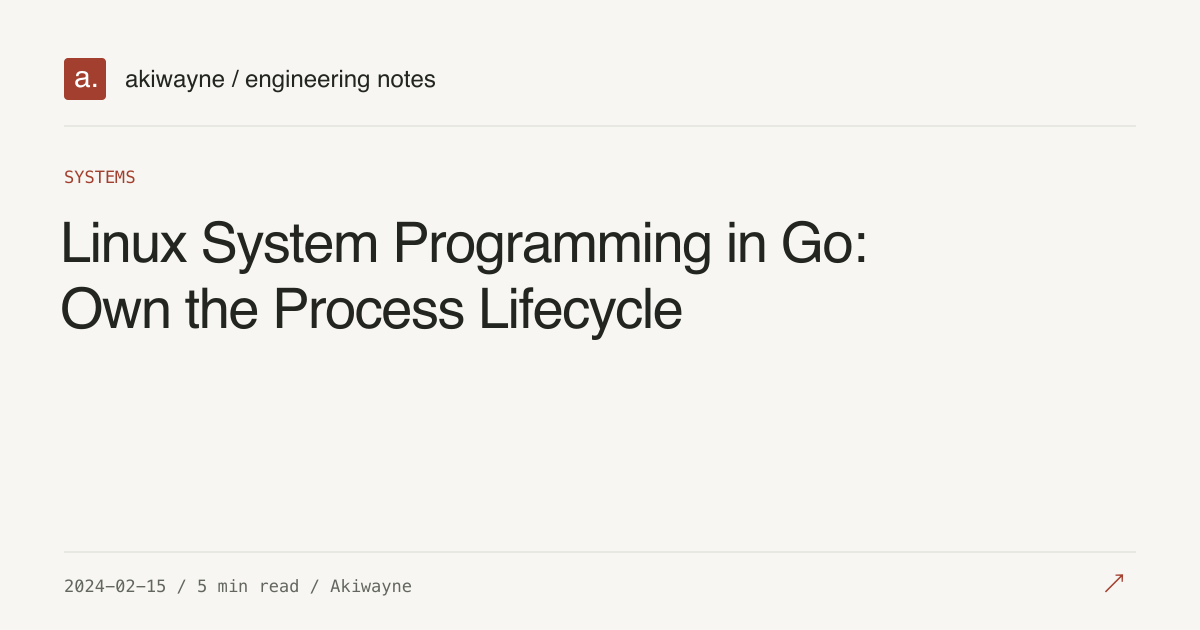 a.
akiwayne / engineering notes
SYSTEMS
Linux System Programming in Go:
Own the Process Lifecycle
2024-02-15 / 5 min read / Akiwayne